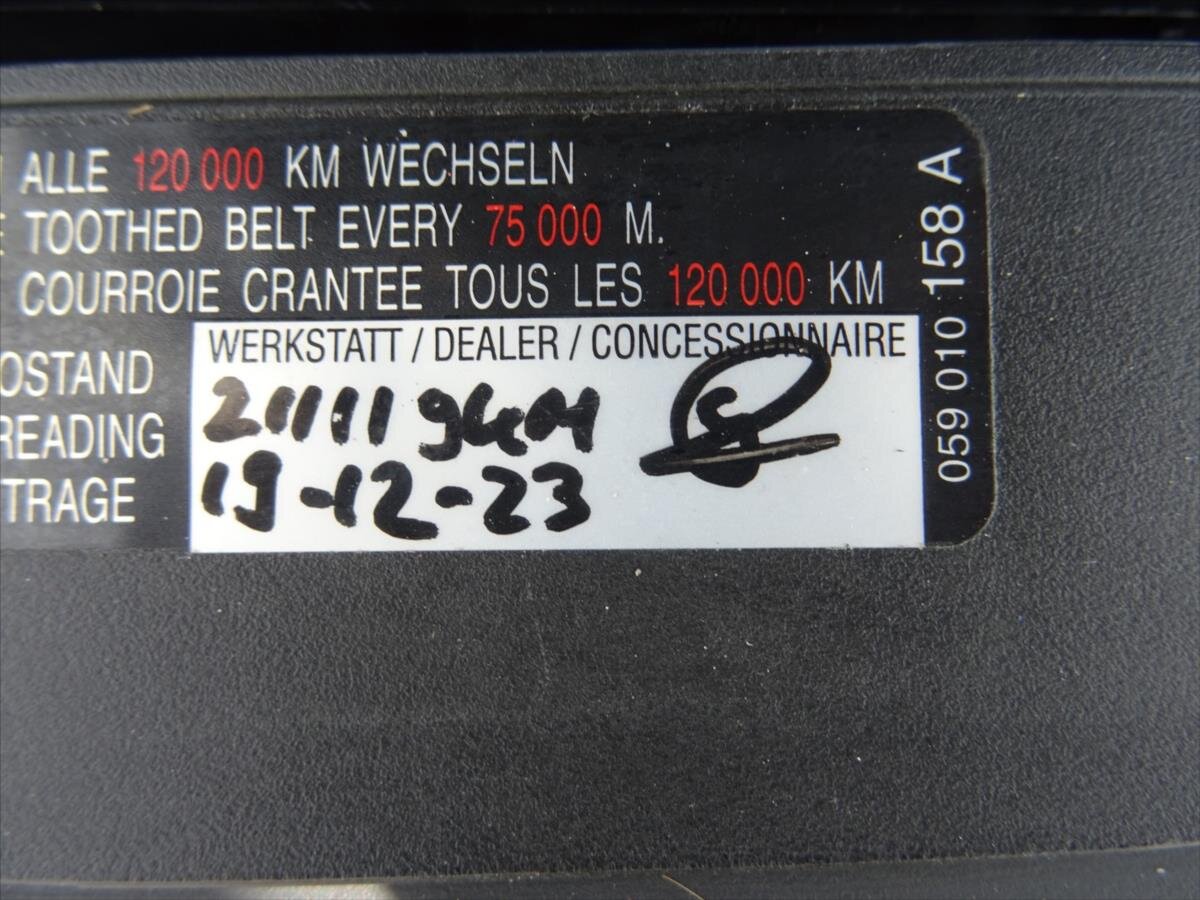 ALLE 120 000 KM WECHSELN
TOOTHED BELT EVERY 75 000 M.
COURROIE CRANTEE TOUS LES 120 000 KM
WERKSTATT / DEALER / CONCESSIONNAIRE
OSTAND
READING
TRAGE
19-12-23
059 010 158 A